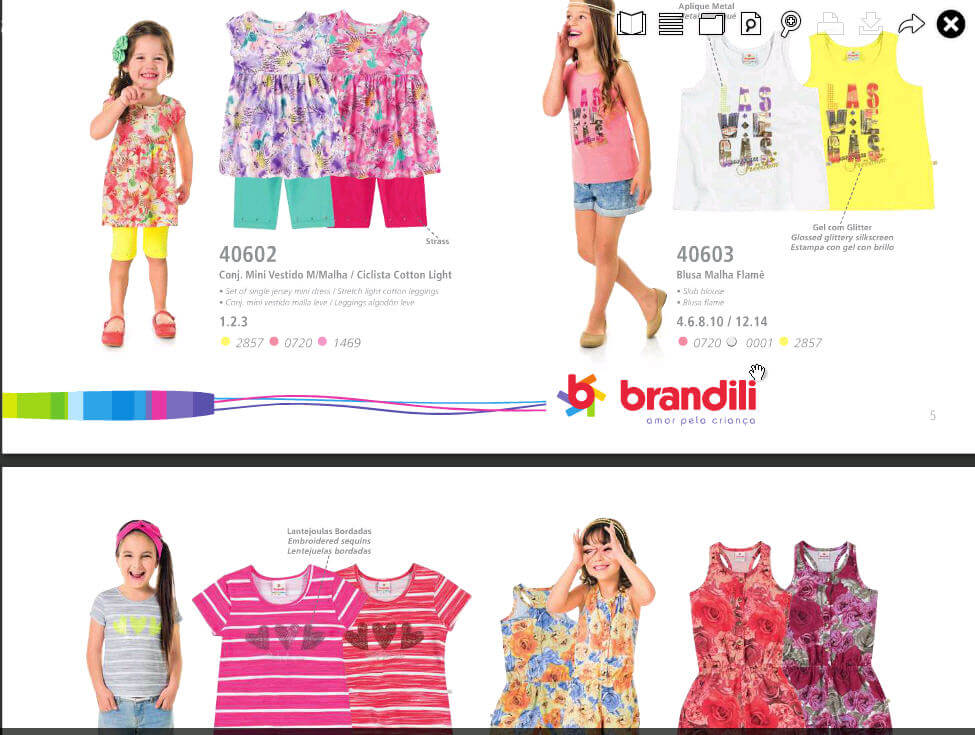 Aplique Metal
LAS
VE
GAS
Freedom
LAS
VE
GAS
Freedom
Strass
Gel com Glitter
Glossed glittery silkscreen
Estampa con gel con brillo
40602
Conj. Mini Vestido M/Malha / Ciclista Cotton Light
• Set of single jersey mini dress / Stretch light cotton leggings
• Conj. mini vestido malla leve / Leggings algodón leve
1.2.3
2857 0720 1469
40603
Blusa Malha Flamê
• Slub blouse
• Blusa flame
4.6.8.10 / 12.14
0720 0001 2857
brandili
amor pela criança
5
Lantejoulas Bordadas
Embroidered sequins
Lentejuelas bordadas